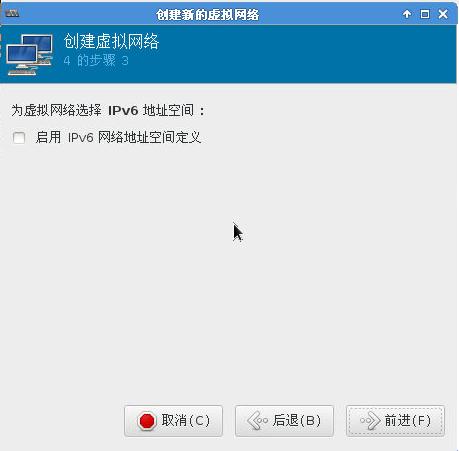 创建新的虚拟网络
创建虚拟网络
4 的步骤 3
为虚拟网络选择 IPv6 地址空间：
启用 IPv6 网络地址空间定义
取消(C) 后退(B) 前进(F)